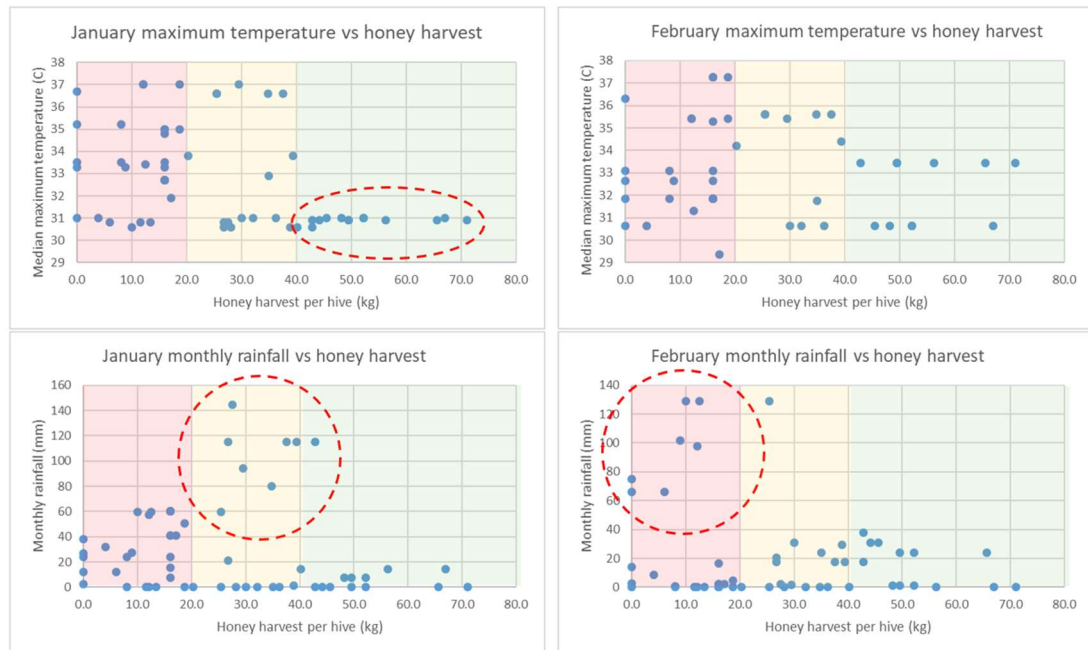 January maximum temperature vs honey harvest
Median maximum temperature (C)
38
37
36
35
34
33
32
31
30
29
0.0 10.0 20.0 30.0 40.0 50.0 60.0 70.0 80.0
Honey harvest per hive (kg)
February maximum temperature vs honey harvest
Median maximum temperature (C)
38
37
36
35
34
33
32
31
30
29
0.0 10.0 20.0 30.0 40.0 50.0 60.0 70.0 80.0
Honey harvest per hive (kg)
January monthly rainfall vs honey harvest
Monthly rainfall (mm)
160
140
120
100
80
60
40
20
0
0.0 10.0 20.0 30.0 40.0 50.0 60.0 70.0 80.0
Honey harvest per hive (kg)
February monthly rainfall vs honey harvest
Monthly rainfall (mm)
140
120
100
80
60
40
20
0
0.0 10.0 20.0 30.0 40.0 50.0 60.0 70.0 80.0
Honey harvest per hive (kg)